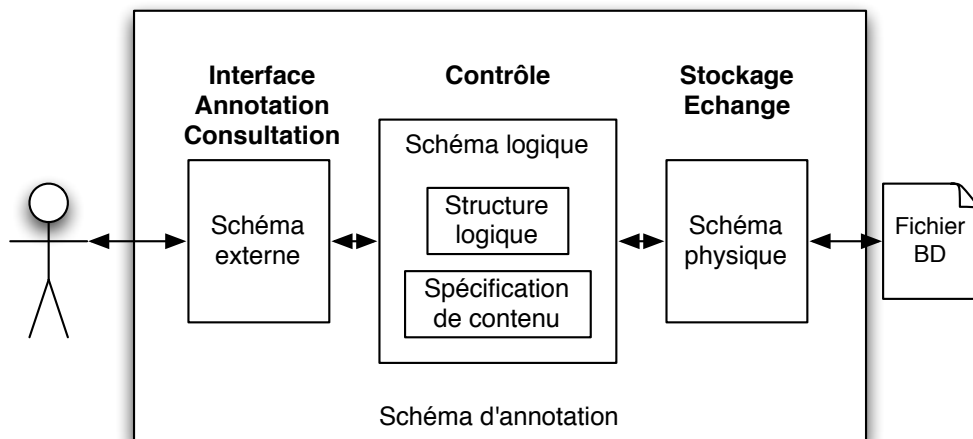 Interface
Annotation
Consultation
Contrôle
Stockage
Echange
Schéma
externe
Schéma logique
Structure
logique
Spécification
de contenu
Schéma
physique
Fichier
BD
Schéma d'annotation